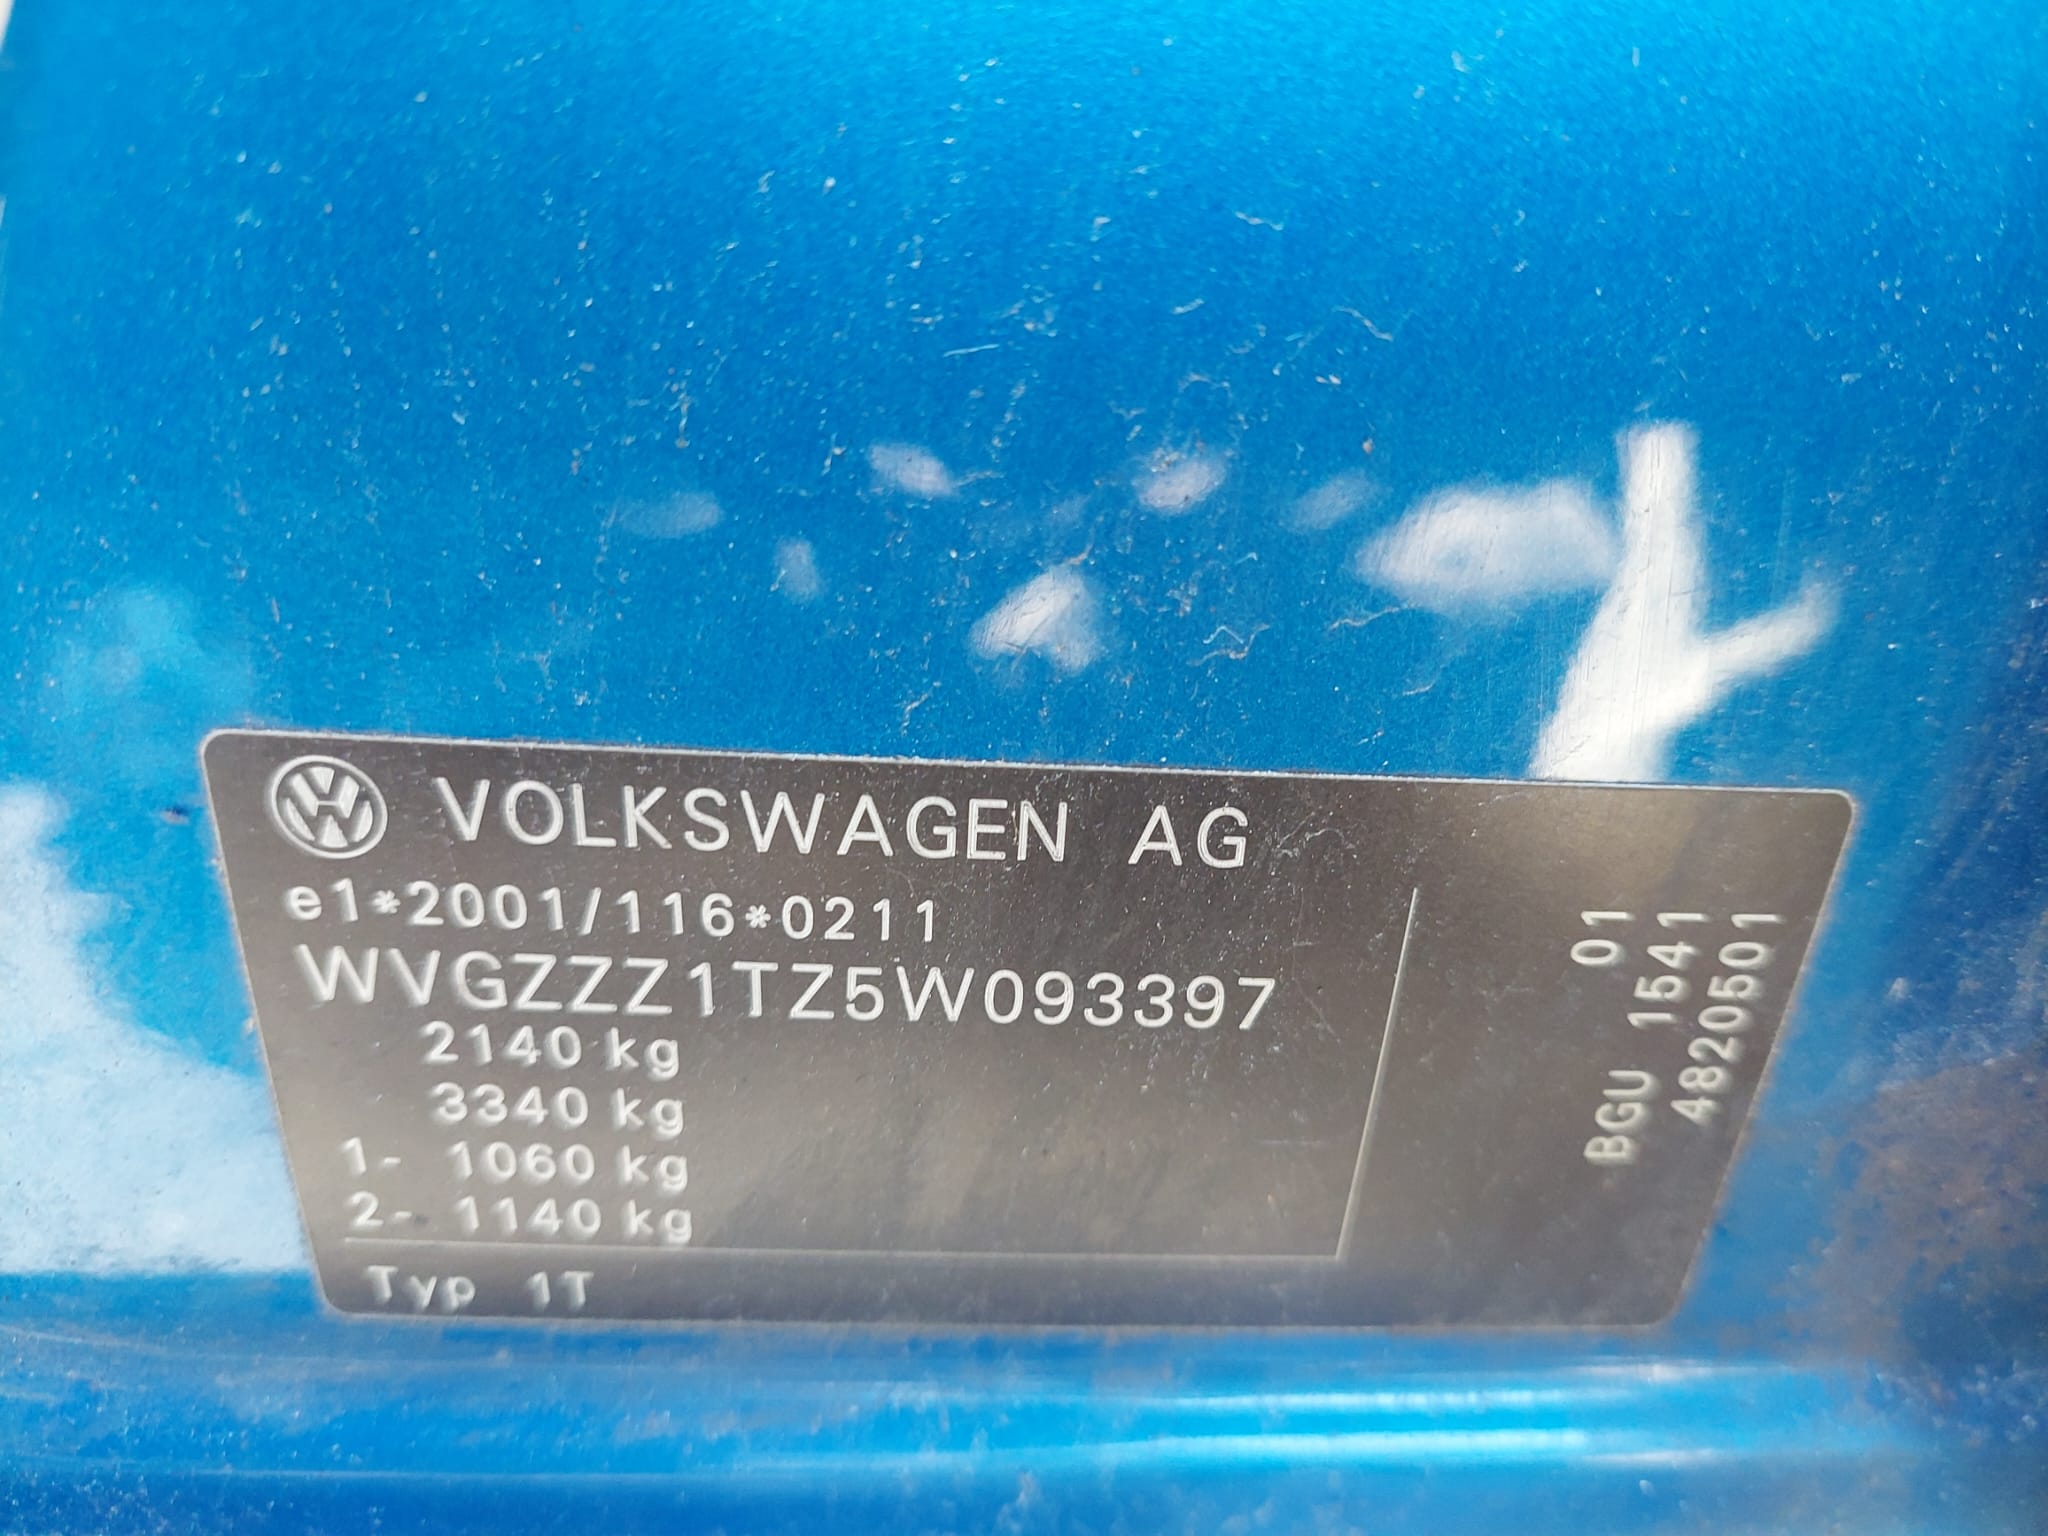 VOLKSWAGEN AG
e1*2001/116*0211
WVGZZZ1TZ5W093397
2140 kg
3340 kg
1- 1060 kg
2- 1140 kg
Typ 1T
01
BGU 1541
4820501